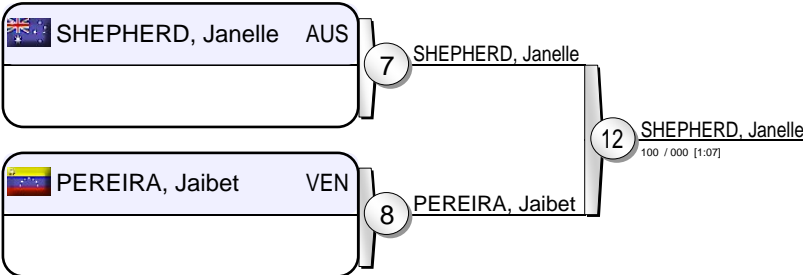 SHEPHERD, Janelle AUS
7
SHEPHERD, Janelle
12
SHEPHERD, Janelle
100 / 000 [1:07]
PEREIRA, Jaibet VEN
8
PEREIRA, Jaibet